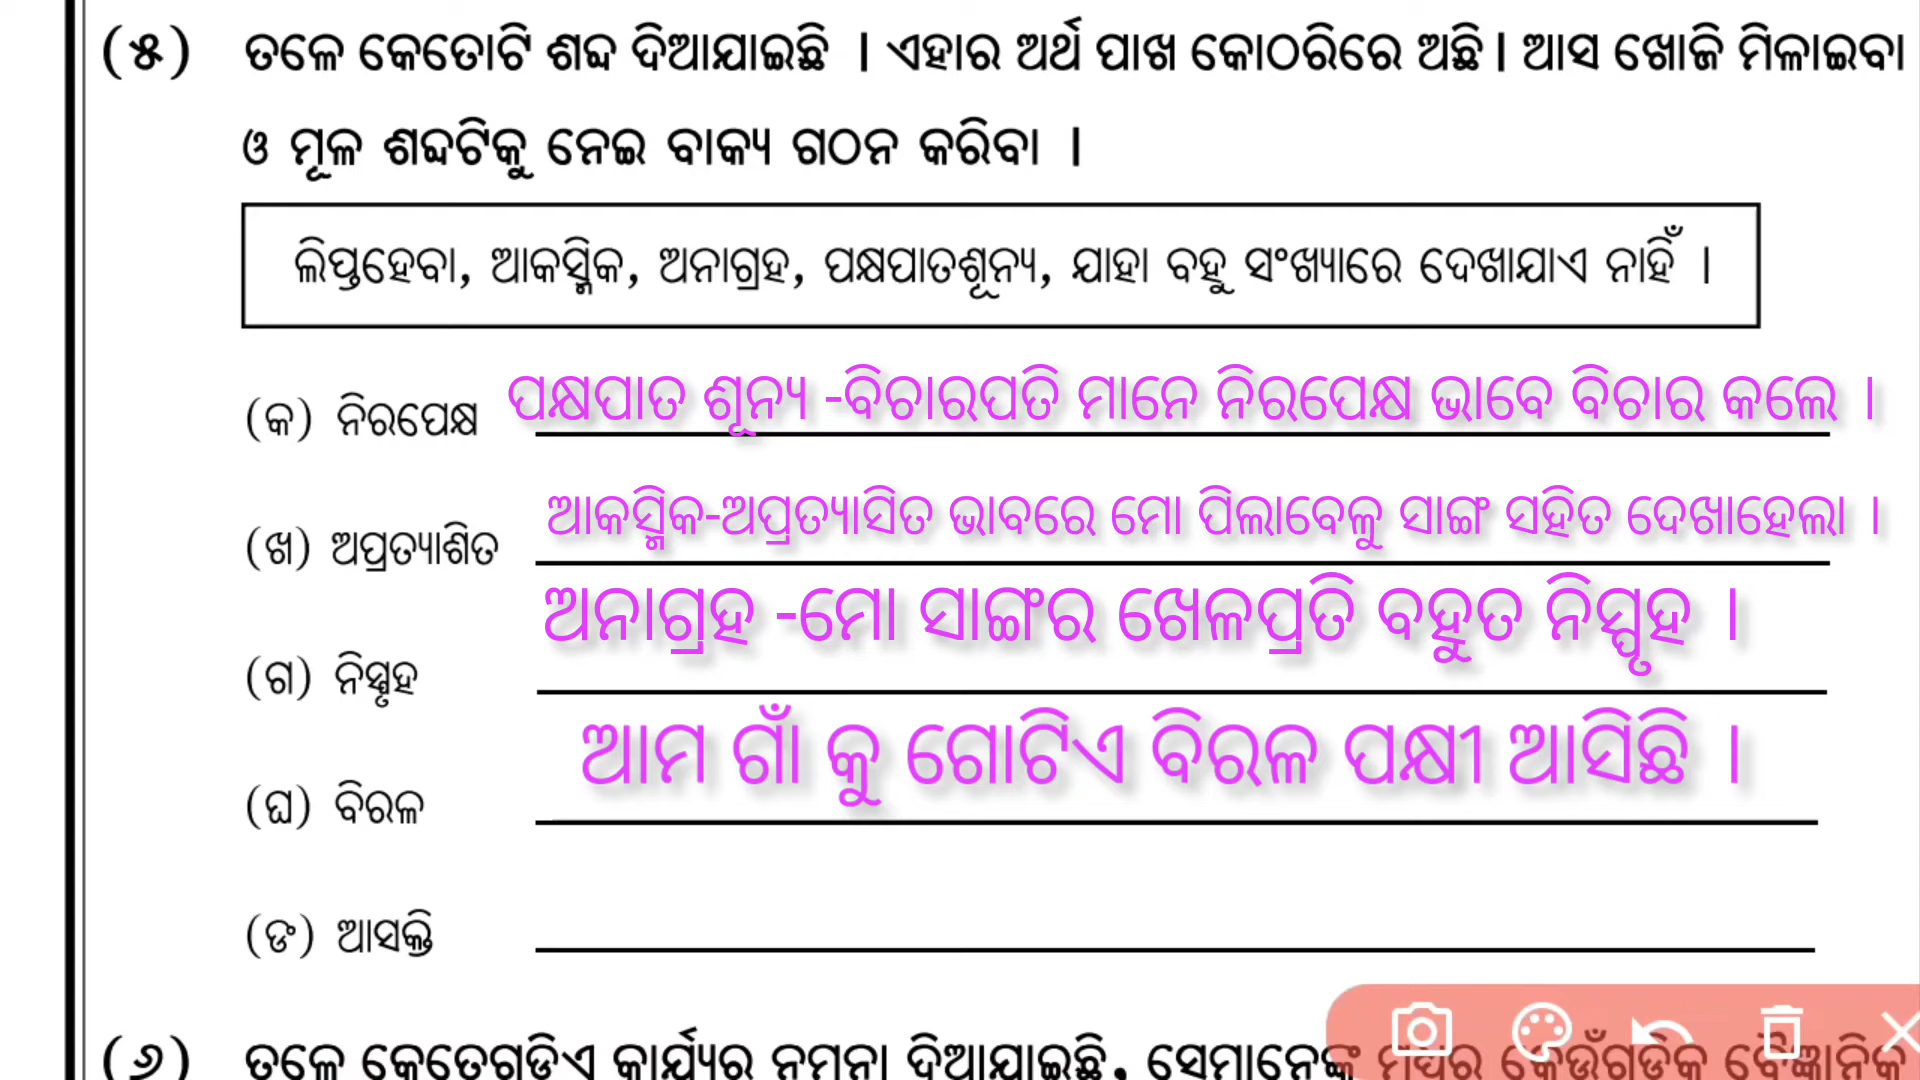 (୫) ତଳେ କେତୋଟି ଶବ୍ଦ ଦିଆଯାଇଛି । ଏହାର ଅର୍ଥ ପାଖ କୋଠରିରେ ଅଛି । ଆସ ଖୋଜି ମିଳାଇବା
ଓ ମୂଳ ଶବ୍ଦଟିକୁ ନେଇ ବାକ୍ୟ ଗଠନ କରିବା ।
ଲିପ୍ତହେବା, ଆକସ୍ମିକ, ଅନାଗ୍ରହ, ପକ୍ଷପାତଶୂନ୍ୟ, ଯାହା ବହୁ ସଂଖ୍ୟାରେ ଦେଖାଯାଏ ନାହିଁ ।
(କ) ନିରପେକ୍ଷ ପକ୍ଷପାତ ଶୂନ୍ୟ -ବିଚାରପତି ମାନେ ନିରପେକ୍ଷ ଭାବେ ବିଚାର କଲେ ।
(ଖ) ଅପ୍ରତ୍ୟାଶିତ ଆକସ୍ମିକ-ଅପ୍ରତ୍ୟାସିତ ଭାବରେ ମୋ ପିଲାବେଳୁ ସାଙ୍ଗ ସହିତ ଦେଖାହେଲା ।
(ଗ) ନିସ୍ପୃହ ଅନାଗ୍ରହ -ମୋ ସାଙ୍ଗର ଖେଳପ୍ରତି ବହୁତ ନିସ୍ପୃହ ।
(ଘ) ବିରଳ ଆମ ଗାଁ କୁ ଗୋଟିଏ ବିରଳ ପକ୍ଷୀ ଆସିଛି ।
(ଙ) ଆସକ୍ତି
(୬) ତଳେ କେତେଗୁଡ଼ିଏ କାର୍ଯ୍ୟର ନମୁନା ଦିଆଯାଇଛି, ସେମାନେଙ୍କ ମଧ୍ୟରୁ କେଉଁଗୁଡ଼ିକ ବୈଜ୍ଞାନିକ